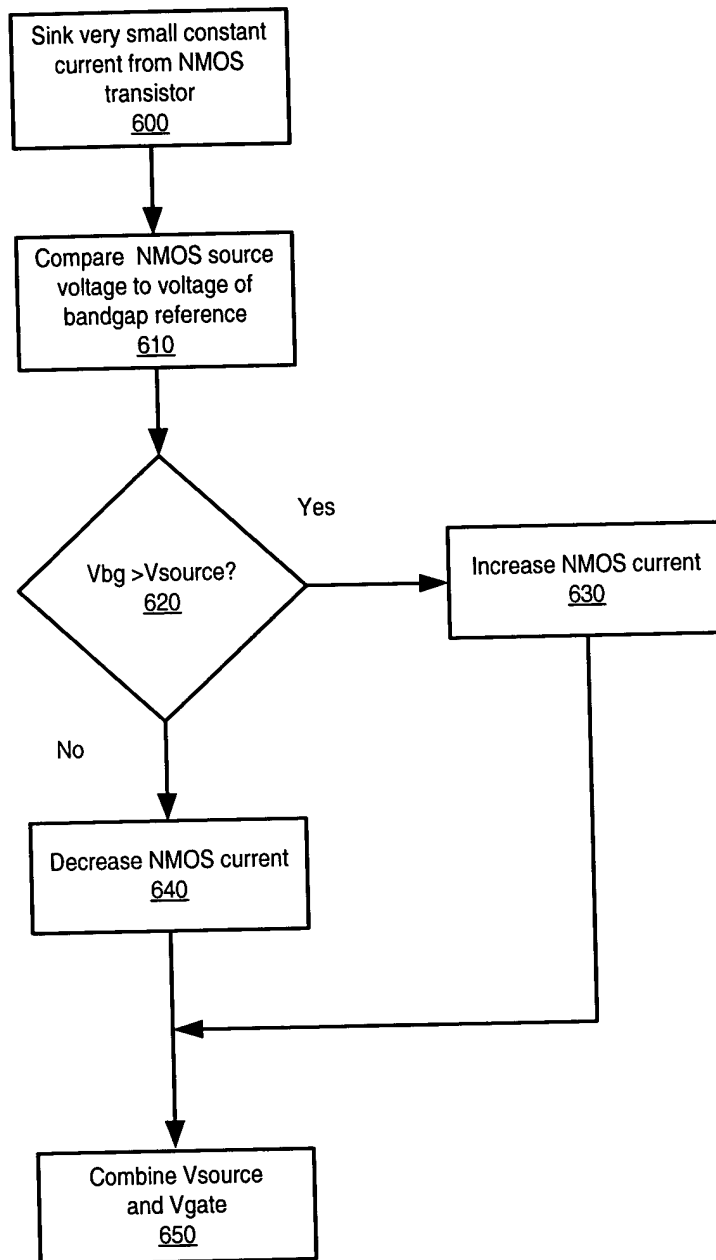 Sink very small constant
current from NMOS
transistor
600
Compare NMOS source
voltage to voltage of
bandgap reference
610
Yes
Vbg >Vsource?
620
Increase NMOS current
630
No
Decrease NMOS current
640
Combine Vsource
and Vgate
650